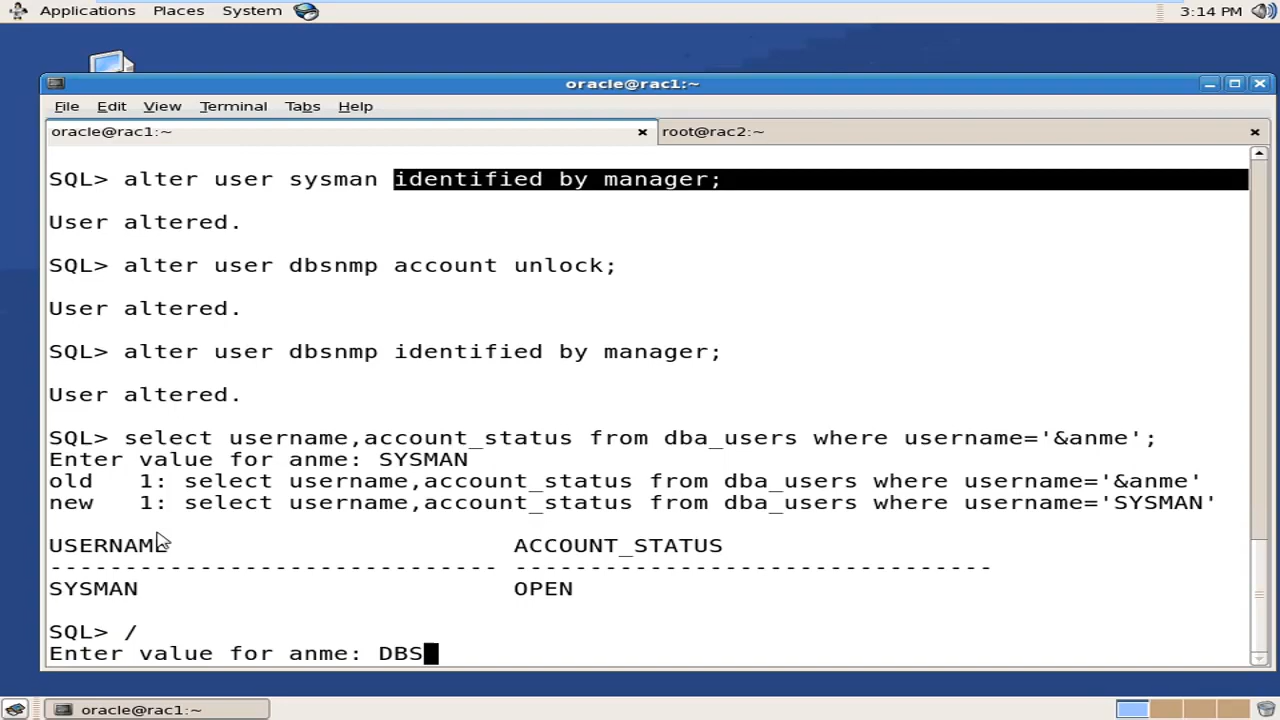 Applications Places System 3:14 PM
oracle@rac1:~
File Edit View Terminal Tabs Help
oracle@rac1:~ root@rac2:~
SQL> alter user sysman identified by manager;
User altered.
SQL> alter user dbsnmp account unlock;
User altered.
SQL> alter user dbsnmp identified by manager;
User altered.
SQL> select username,account_status from dba_users where username='&anme';
Enter value for anme: SYSMAN
old 1: select username,account_status from dba_users where username='&anme'
new 1: select username,account_status from dba_users where username='SYSMAN'
USERNAME ACCOUNT_STATUS
------------------------------ --------------------------------
SYSMAN OPEN
SQL> /
Enter value for anme: DBS
oracle@rac1:~